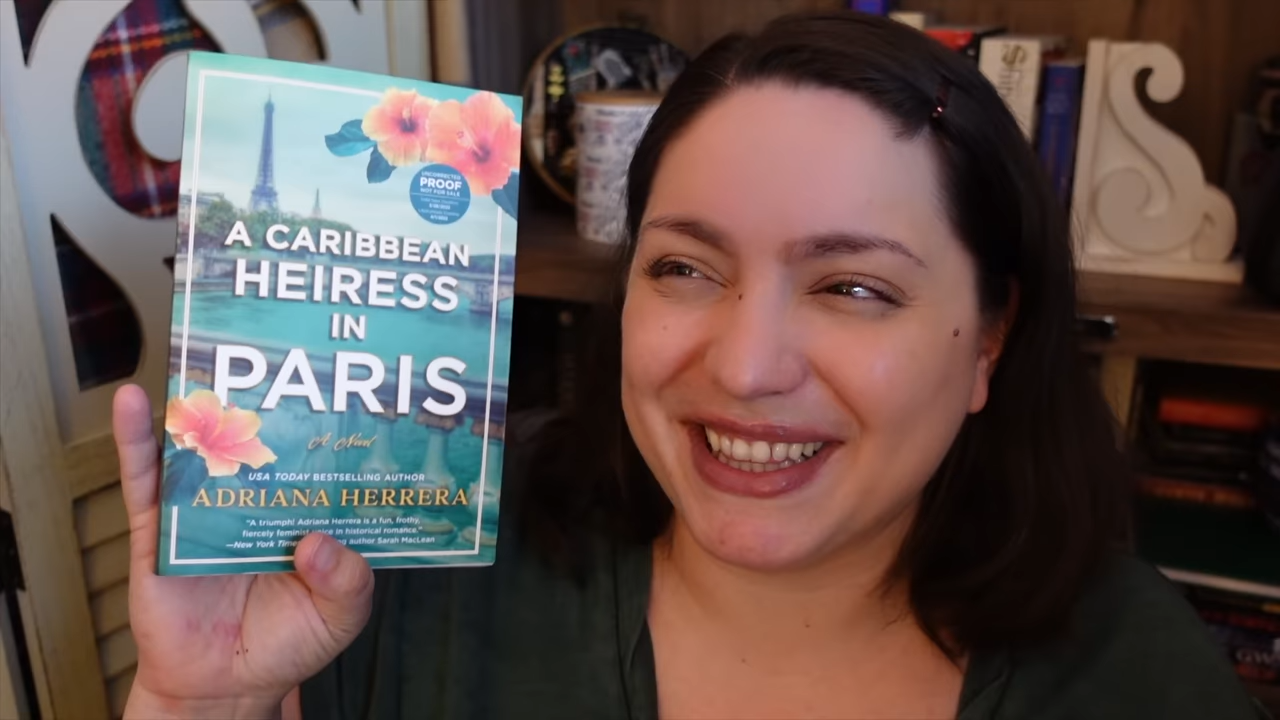 UNCORRECTED
PROOF
NOT FOR SALE
A CARIBBEAN
HEIRESS
IN
PARIS
A Novel
USA TODAY BESTSELLING AUTHOR
ADRIANA HERRERA
"A triumph! Adriana Herrera is a fun, frothy,
fiercely feminist voice in historical romance."
—New York Times author Sarah MacLean